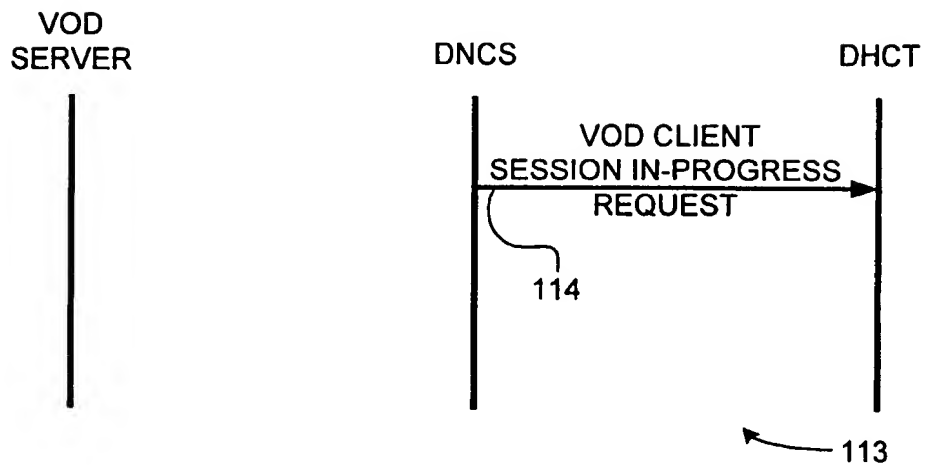 VOD
SERVER
DNCS
DHCT
VOD CLIENT
SESSION IN-PROGRESS
REQUEST
114
113